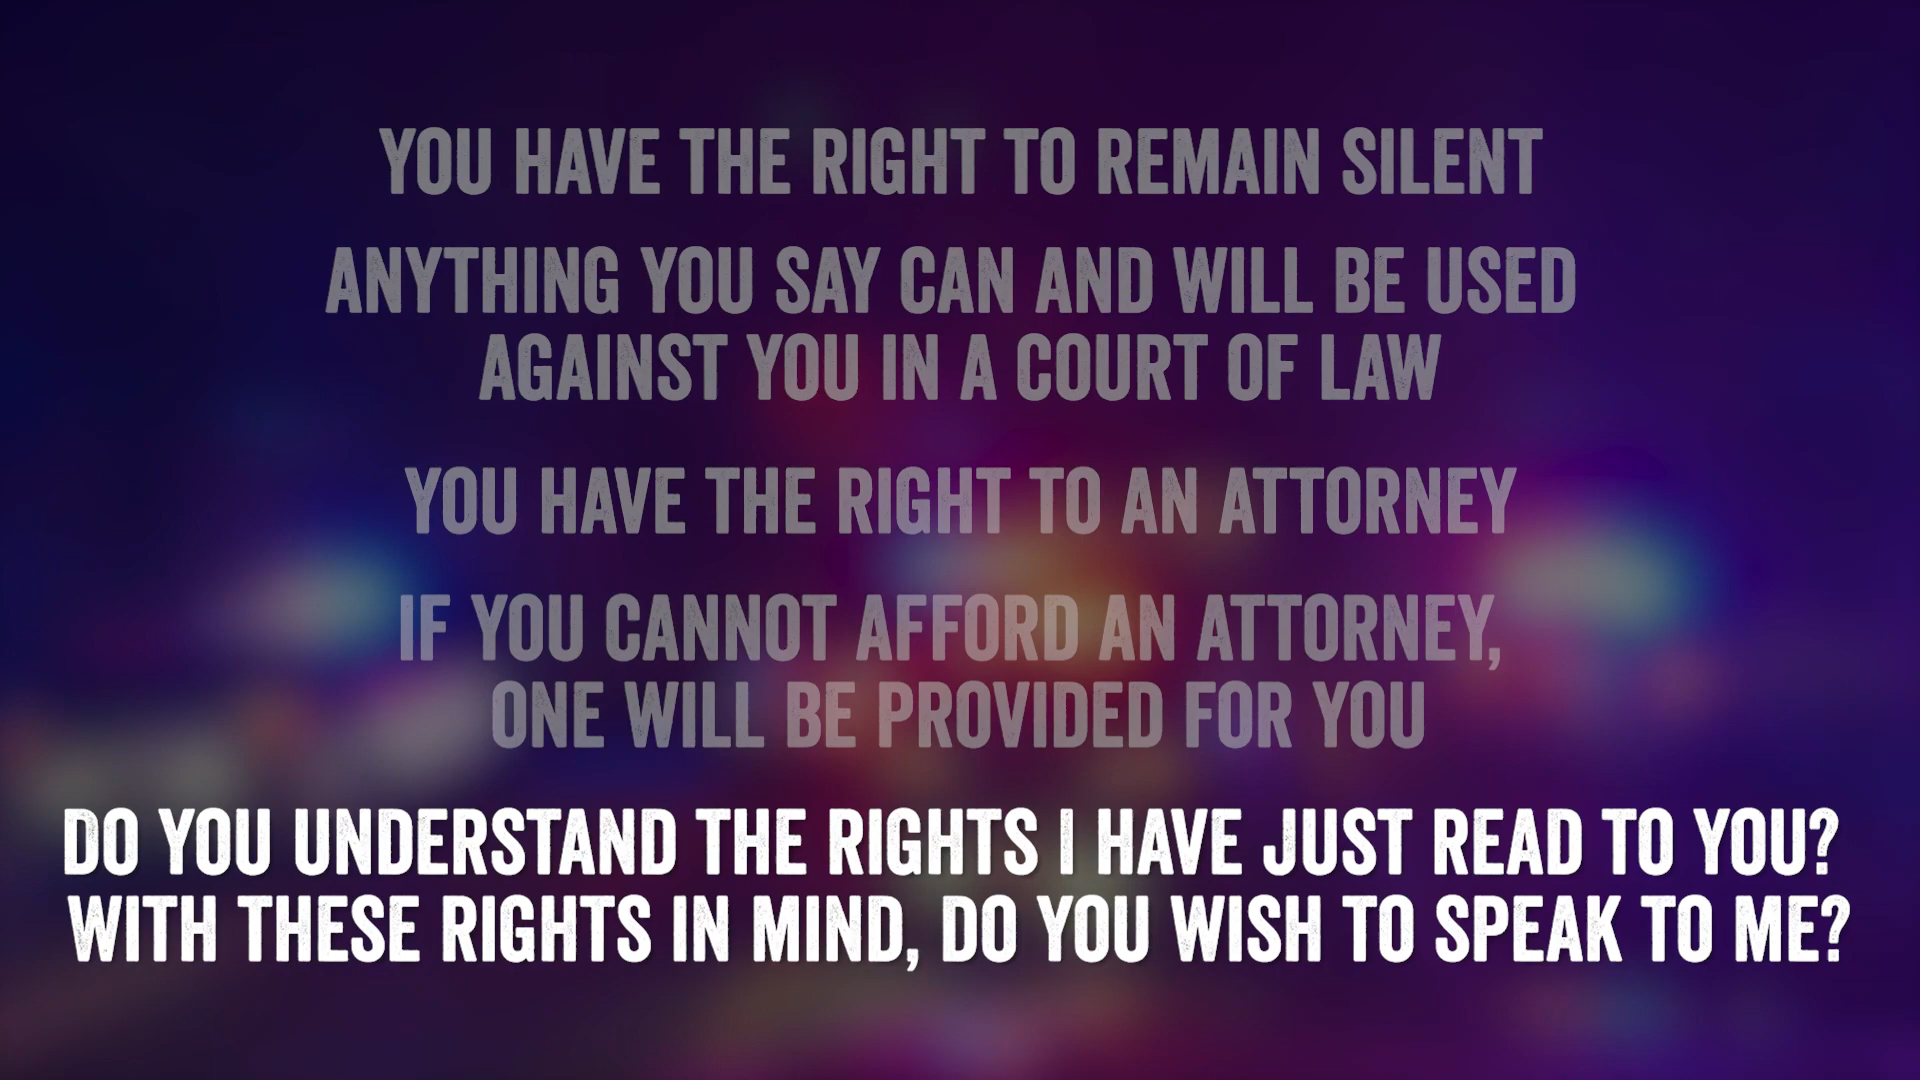 YOU HAVE THE RIGHT TO REMAIN SILENT
ANYTHING YOU SAY CAN AND WILL BE USED
AGAINST YOU IN A COURT OF LAW
YOU HAVE THE RIGHT TO AN ATTORNEY
IF YOU CANNOT AFFORD AN ATTORNEY,
ONE WILL BE PROVIDED FOR YOU
DO YOU UNDERSTAND THE RIGHTS I HAVE JUST READ TO YOU?
WITH THESE RIGHTS IN MIND, DO YOU WISH TO SPEAK TO ME?